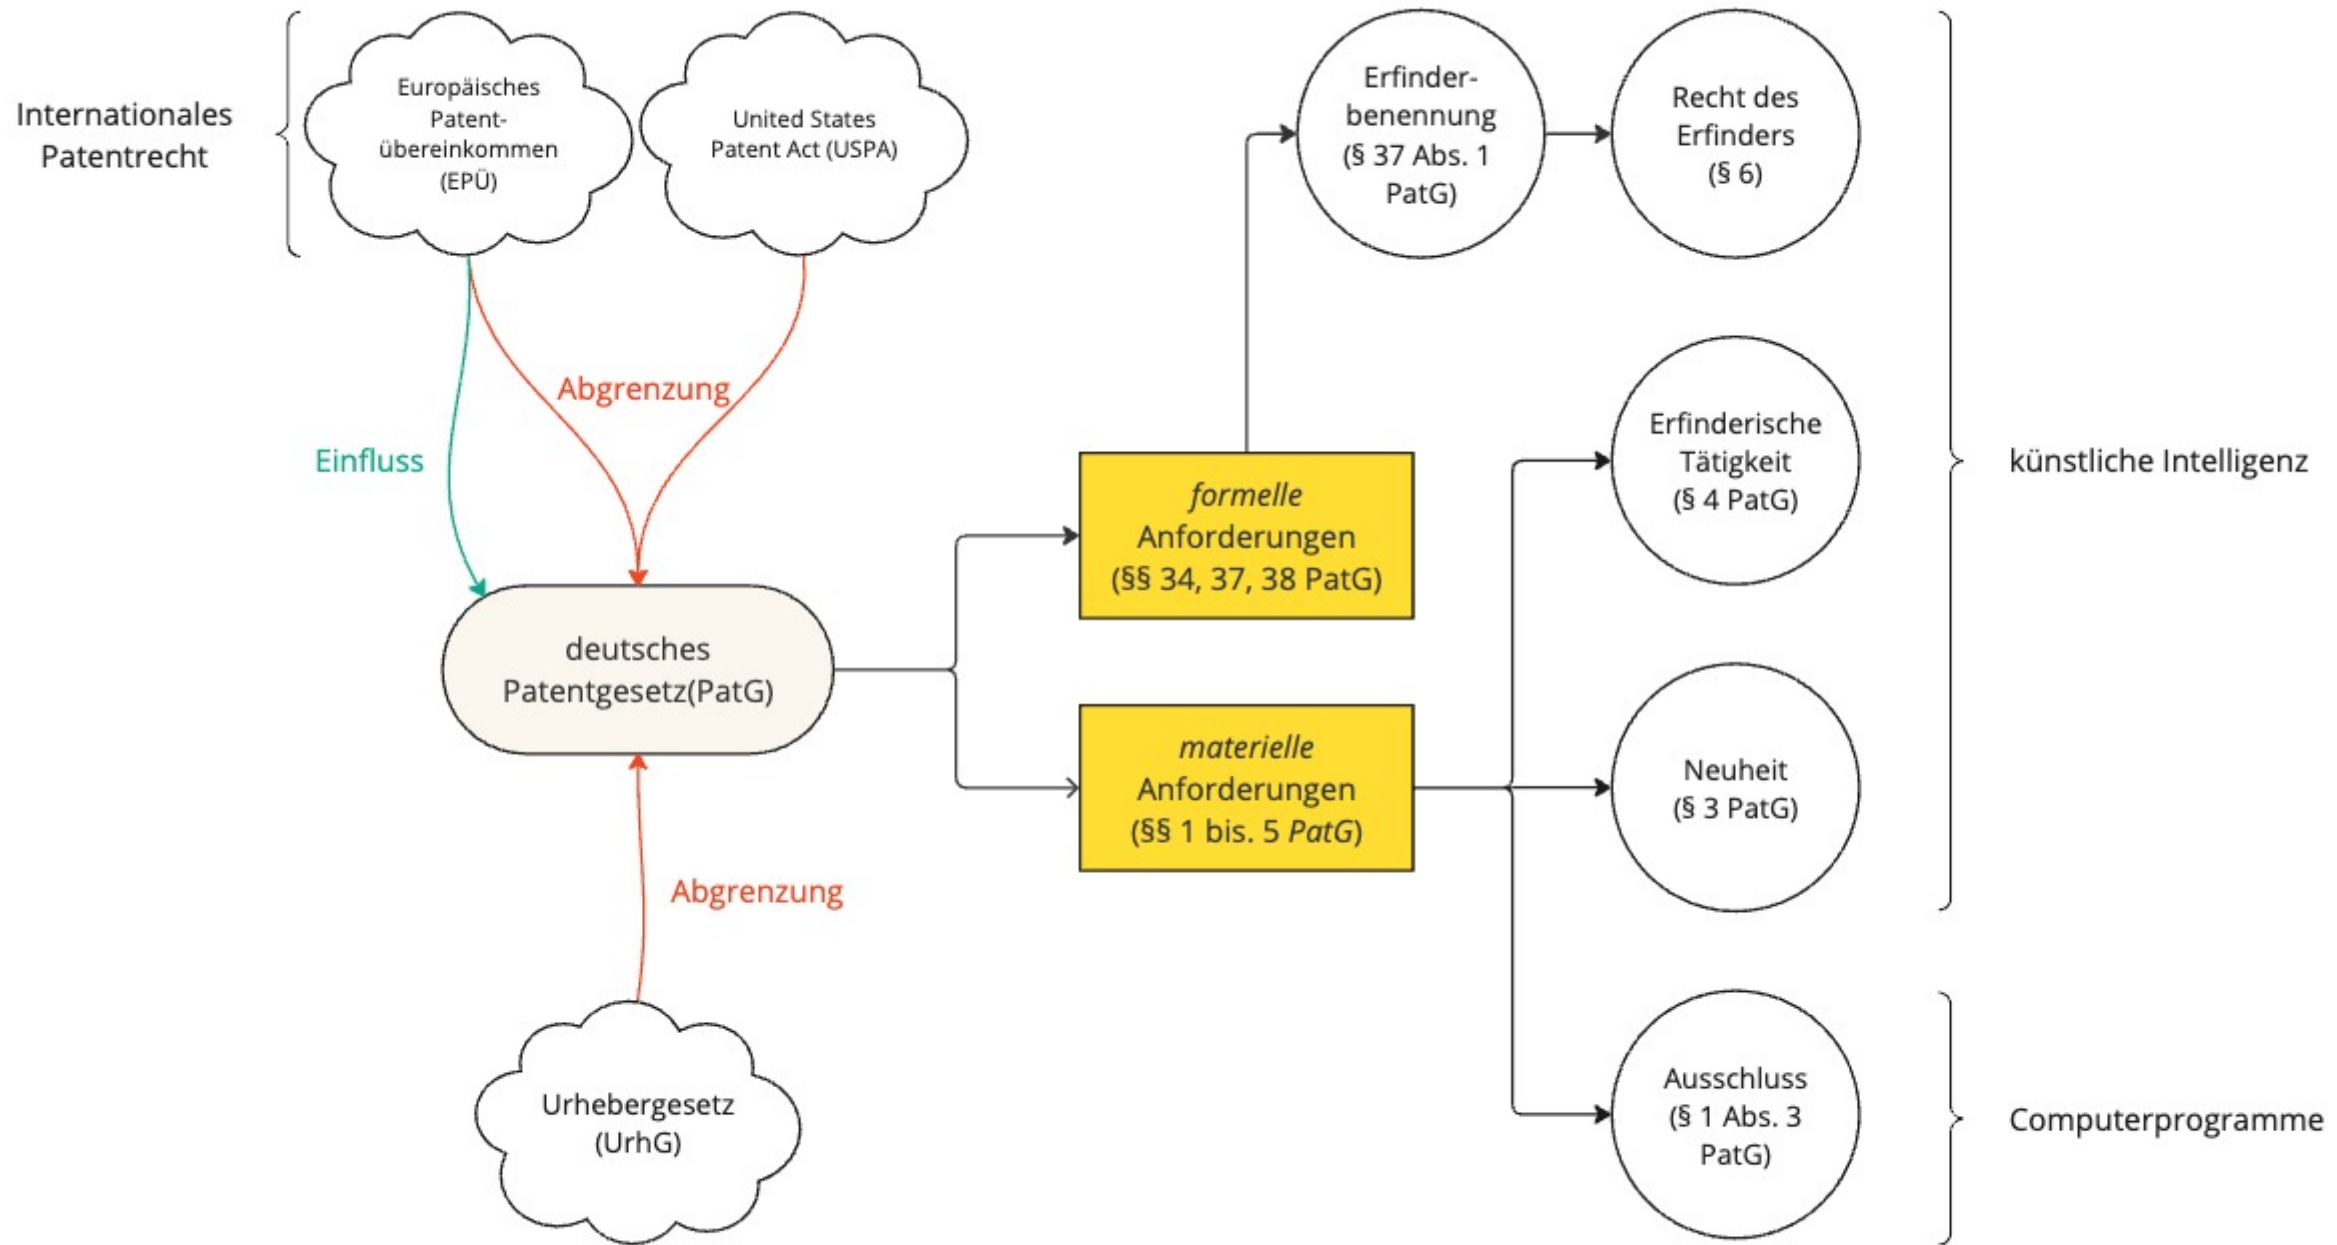 Internationales
Patentrecht
Europäisches
Patent-
übereinkommen
(EPÜ)
United States
Patent Act (USPA)
Erfinder-
benennung
(§ 37 Abs. 1
PatG)
Recht des
Erfinders
(§ 6)
Abgrenzung
Einfluss
Erfinderische
Tätigkeit
(§ 4 PatG)
künstliche Intelligenz
formelle
Anforderungen
(§§ 34, 37, 38 PatG)
deutsches
Patentgesetz(PatG)
materielle
Anforderungen
(§§ 1 bis. 5 PatG)
Neuheit
(§ 3 PatG)
Abgrenzung
Urhebergesetz
(UrhG)
Ausschluss
(§ 1 Abs. 3
PatG)
Computerprogramme